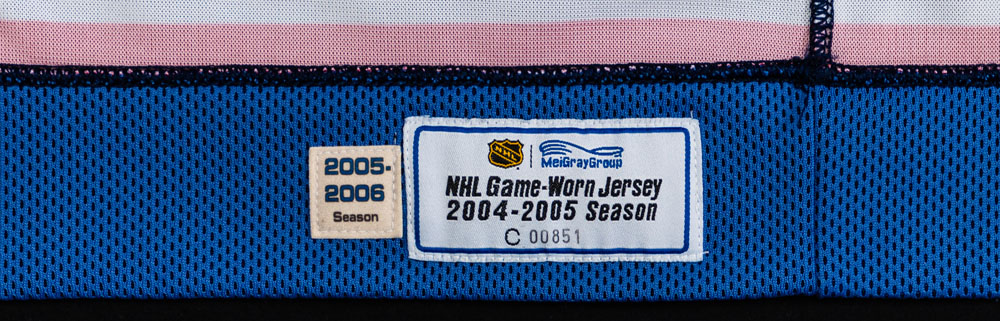 2005-
2006
Season
NHL
MeiGrayGroup
NHL Game-Worn Jersey
2004-2005 Season
C 00851